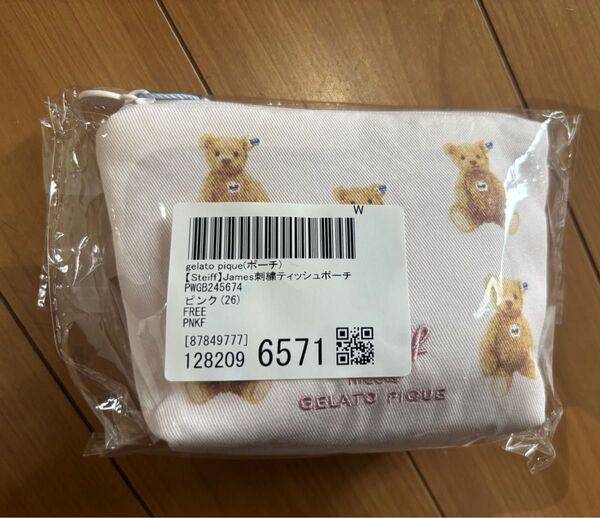 W
gelato pique(ポーチ)
【Steiff】James刺繍ティッシュポーチ
PWGB245674
ピンク(26)
FREE
PNKF
[87849777]
128209 6571
GELATO PIQUE